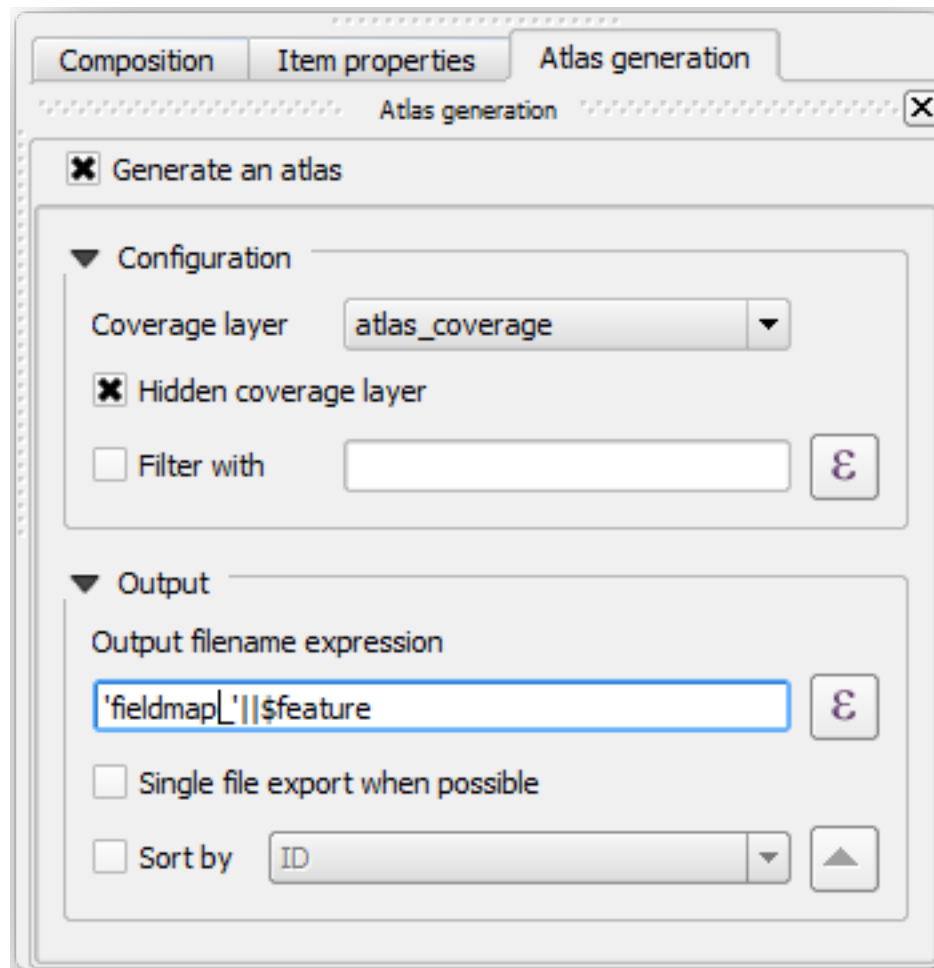 Composition Item properties Atlas generation
Atlas generation
Generate an atlas
Configuration
Coverage layer atlas_coverage
Hidden coverage layer
Filter with ε
Output
Output filename expression
'fieldmap_'||$feature ε
Single file export when possible
Sort by ID